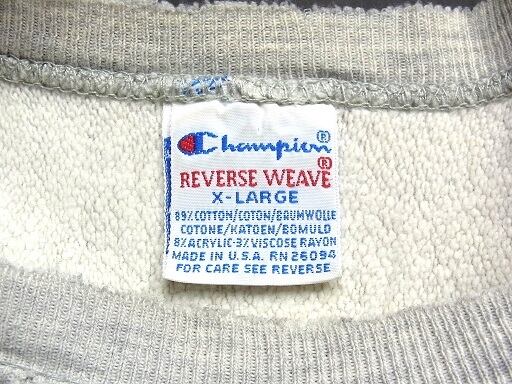 Champion®
REVERSE WEAVE®
X-LARGE
89% COTTON/COTON/BAUMWOLLE
COTONE/KATOEN/BOMULD
8% ACRYLIC-3% VISCOSE RAYON
MADE IN U.S.A. RN 26094
FOR CARE SEE REVERSE